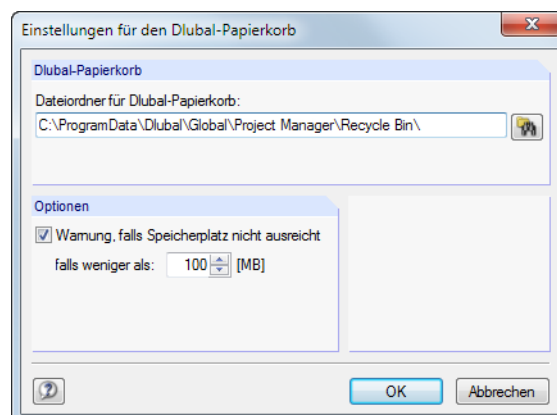 Einstellungen für den Dlubal-Papierkorb
Dlubal-Papierkorb
Dateiordner für Dlubal-Papierkorb:
C:\ProgramData\Dlubal\Global\Project Manager\Recycle Bin\
Optionen
Warnung, falls Speicherplatz nicht ausreicht
falls weniger als: 100 [MB]
OK Abbrechen